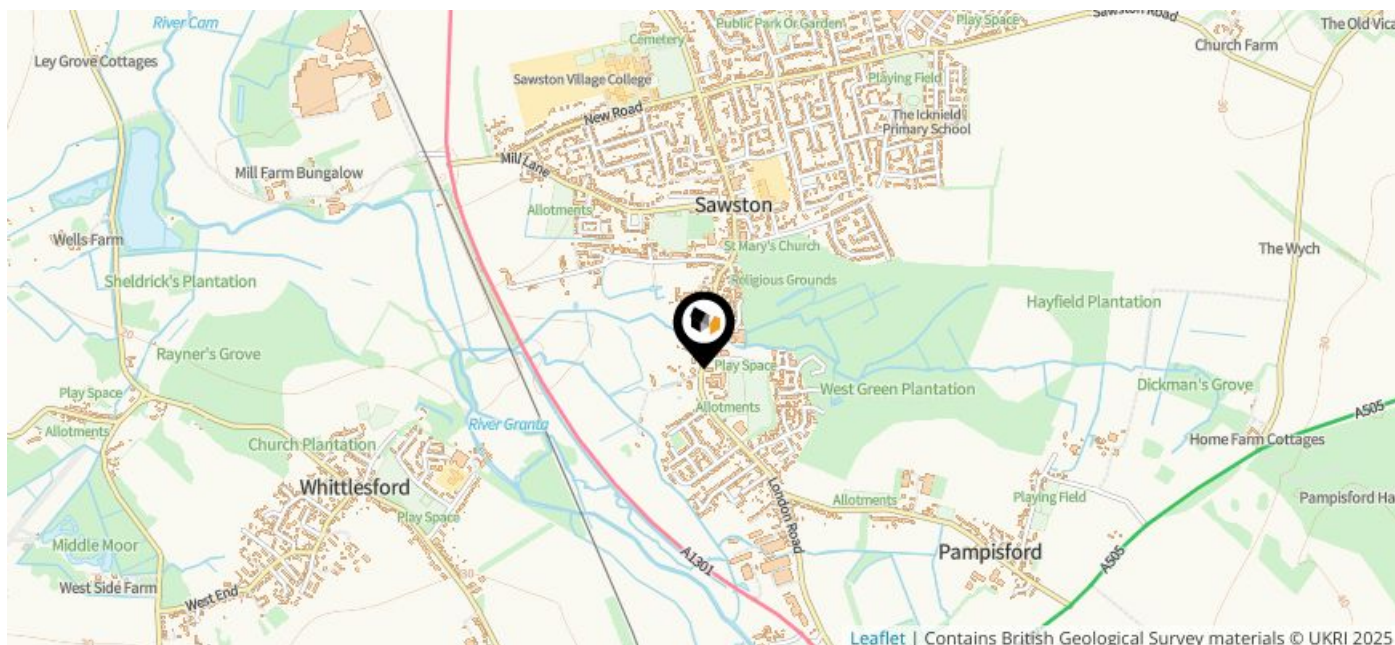 River Cam
Public Park Or Garden
Play Space
Sawston Road
The Old Vica
Cemetery
Church Farm
Ley Grove Cottages
Sawston Village College
Playing Field
90
New Road
The Icknield
Primary School
Mill Lane
Mill Farm Bungalow
Allotments
Sawston
Wells Farm
St Mary's Church
The Wych
Religious Grounds
Sheldrick's Plantation
Hayfield Plantation
20
30
Rayner's Grove
Play Space
Play Space
West Green Plantation
Dickman's Grove
Allotments
Allotments
A505
River Granta
Church Plantation
Home Farm Cottages
Whittlesford
London Road
Allotments
Playing Field
Pampisford Ha
Play Space
Middle Moor
Pampisford
A505
A1301
30
West Side Farm
West End
Leaflet | Contains British Geological Survey materials © UKRI 2025